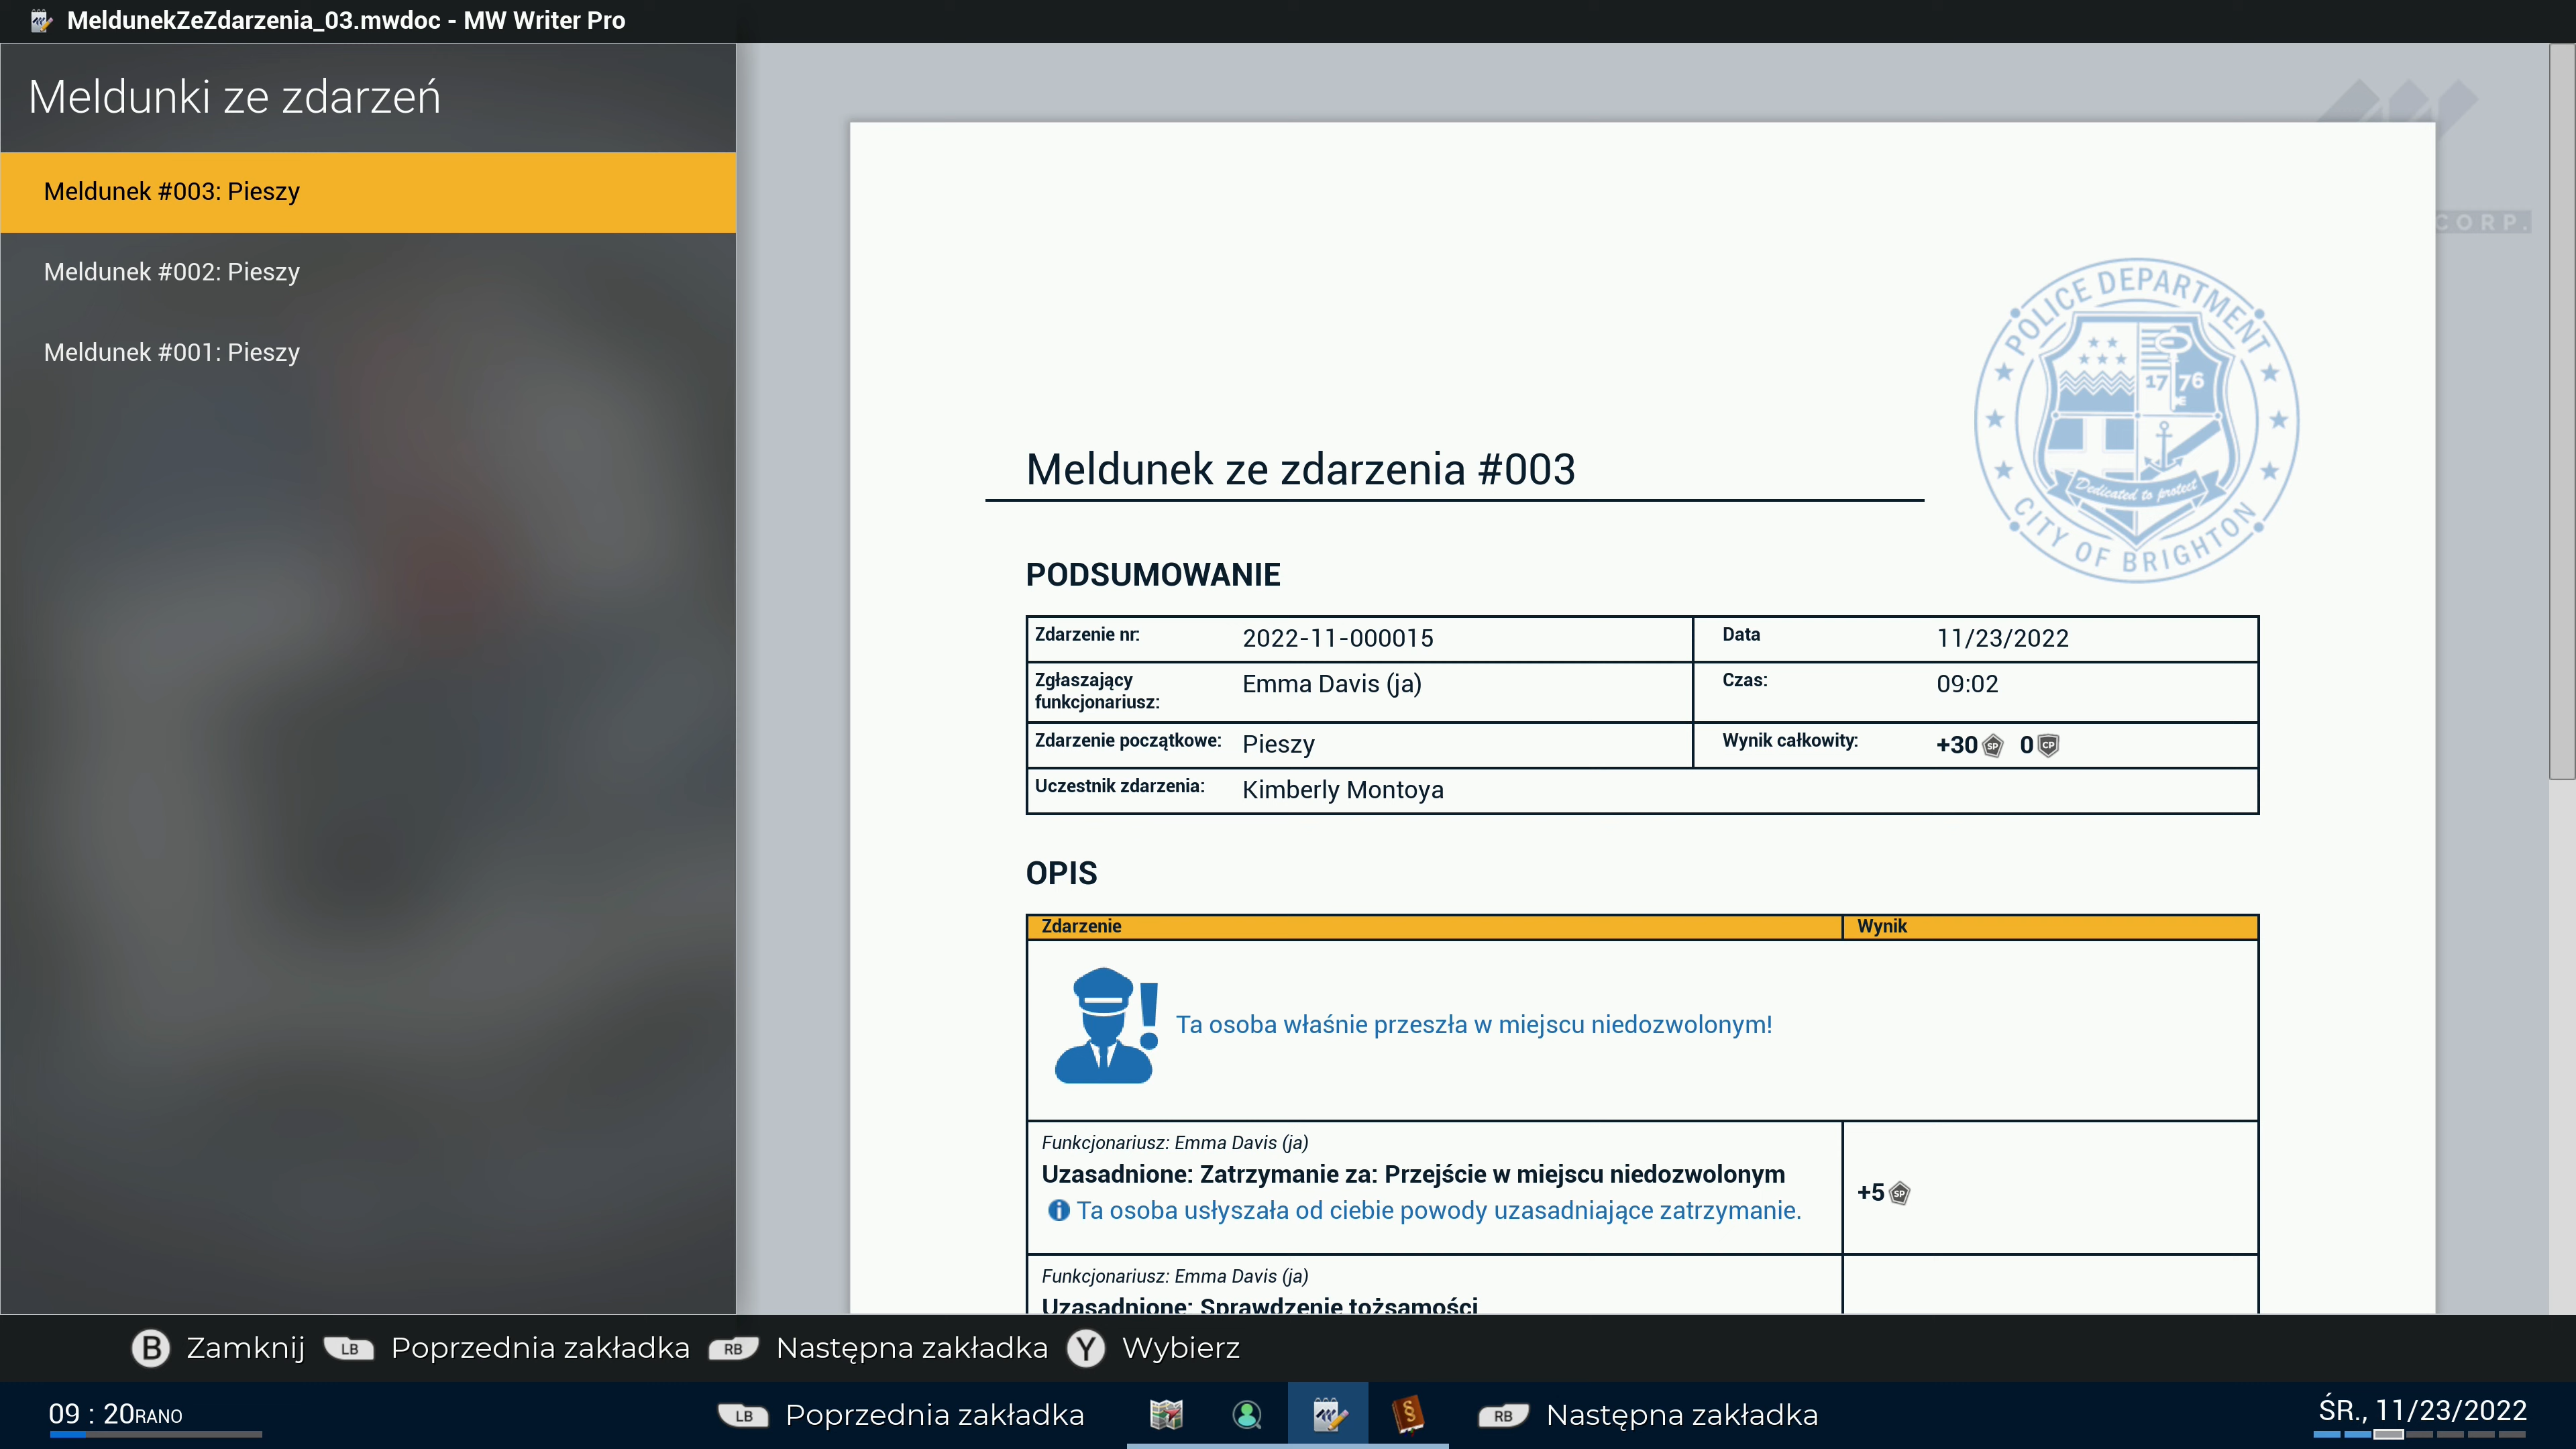 MeldunekZeZdarzenia_03.mwdoc - MW Writer Pro
Meldunki ze zdarzeń
Meldunek #003: Pieszy
Meldunek #002: Pieszy
Meldunek #001: Pieszy
CORP.
POLICE DEPARTMENT
17 76
Dedicated to protect
CITY OF BRIGHTON
Meldunek ze zdarzenia #003
PODSUMOWANIE
Zdarzenie nr: 2022-11-000015 Data 11/23/2022
Zgłaszający funkcjonariusz: Emma Davis (ja) Czas: 09:02
Zdarzenie początkowe: Pieszy Wynik całkowity: +30 SP 0 CP
Uczestnik zdarzenia: Kimberly Montoya
OPIS
Zdarzenie Wynik
Ta osoba właśnie przeszła w miejscu niedozwolonym!
Funkcjonariusz: Emma Davis (ja)
Uzasadnione: Zatrzymanie za: Przejście w miejscu niedozwolonym
+5 SP
Ta osoba usłyszała od ciebie powody uzasadniające zatrzymanie.
Funkcjonariusz: Emma Davis (ja)
Uzasadnione: Sprawdzenie tożsamości
B Zamknij LB Poprzednia zakładka RB Następna zakładka Y Wybierz
09 : 20 RANO
LB Poprzednia zakładka
RB Następna zakładka
ŚR., 11/23/2022